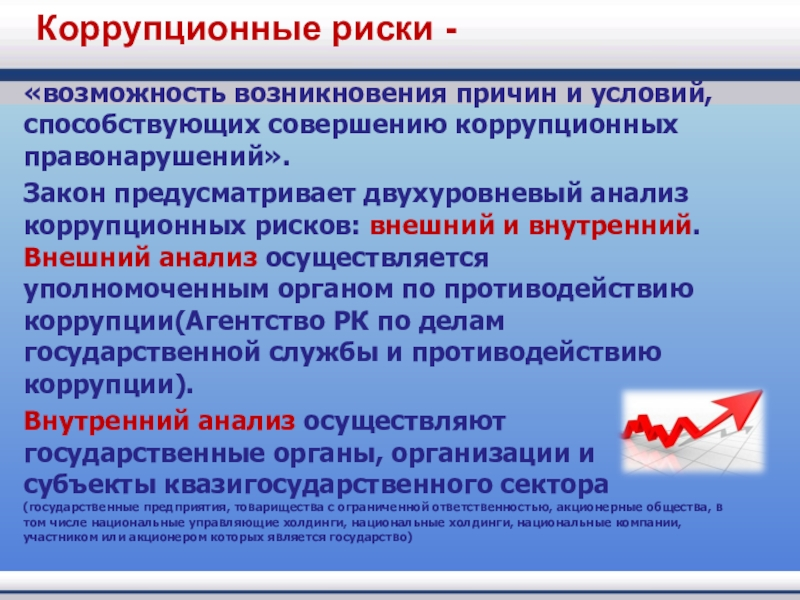 Коррупционные риски -
«возможность возникновения причин и условий,
способствующих совершению коррупционных
правонарушений».
Закон предусматривает двухуровневый анализ
коррупционных рисков: внешний и внутренний.
Внешний анализ осуществляется
уполномоченным органом по противодействию
коррупции(Агентство РК по делам
государственной службы и противодействию
коррупции).
Внутренний анализ осуществляют
государственные органы, организации и
субъекты квазигосударственного сектора
(государственные предприятия, товарищества с ограниченной ответственностью, акционерные общества, в
том числе национальные управляющие холдинги, национальные холдинги, национальные компании,
участником или акционером которых является государство)